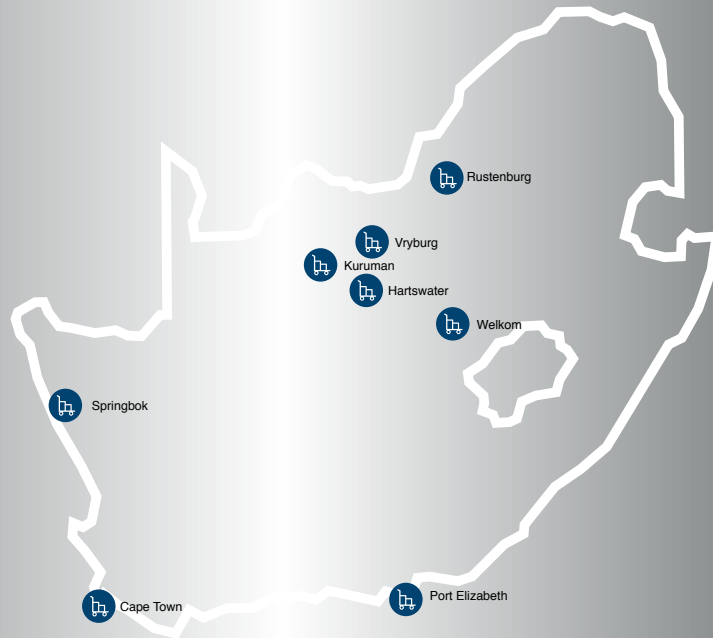 Rustenburg
Vryburg
Kuruman
Hartswater
Welkom
Springbok
Port Elizabeth
Cape Town